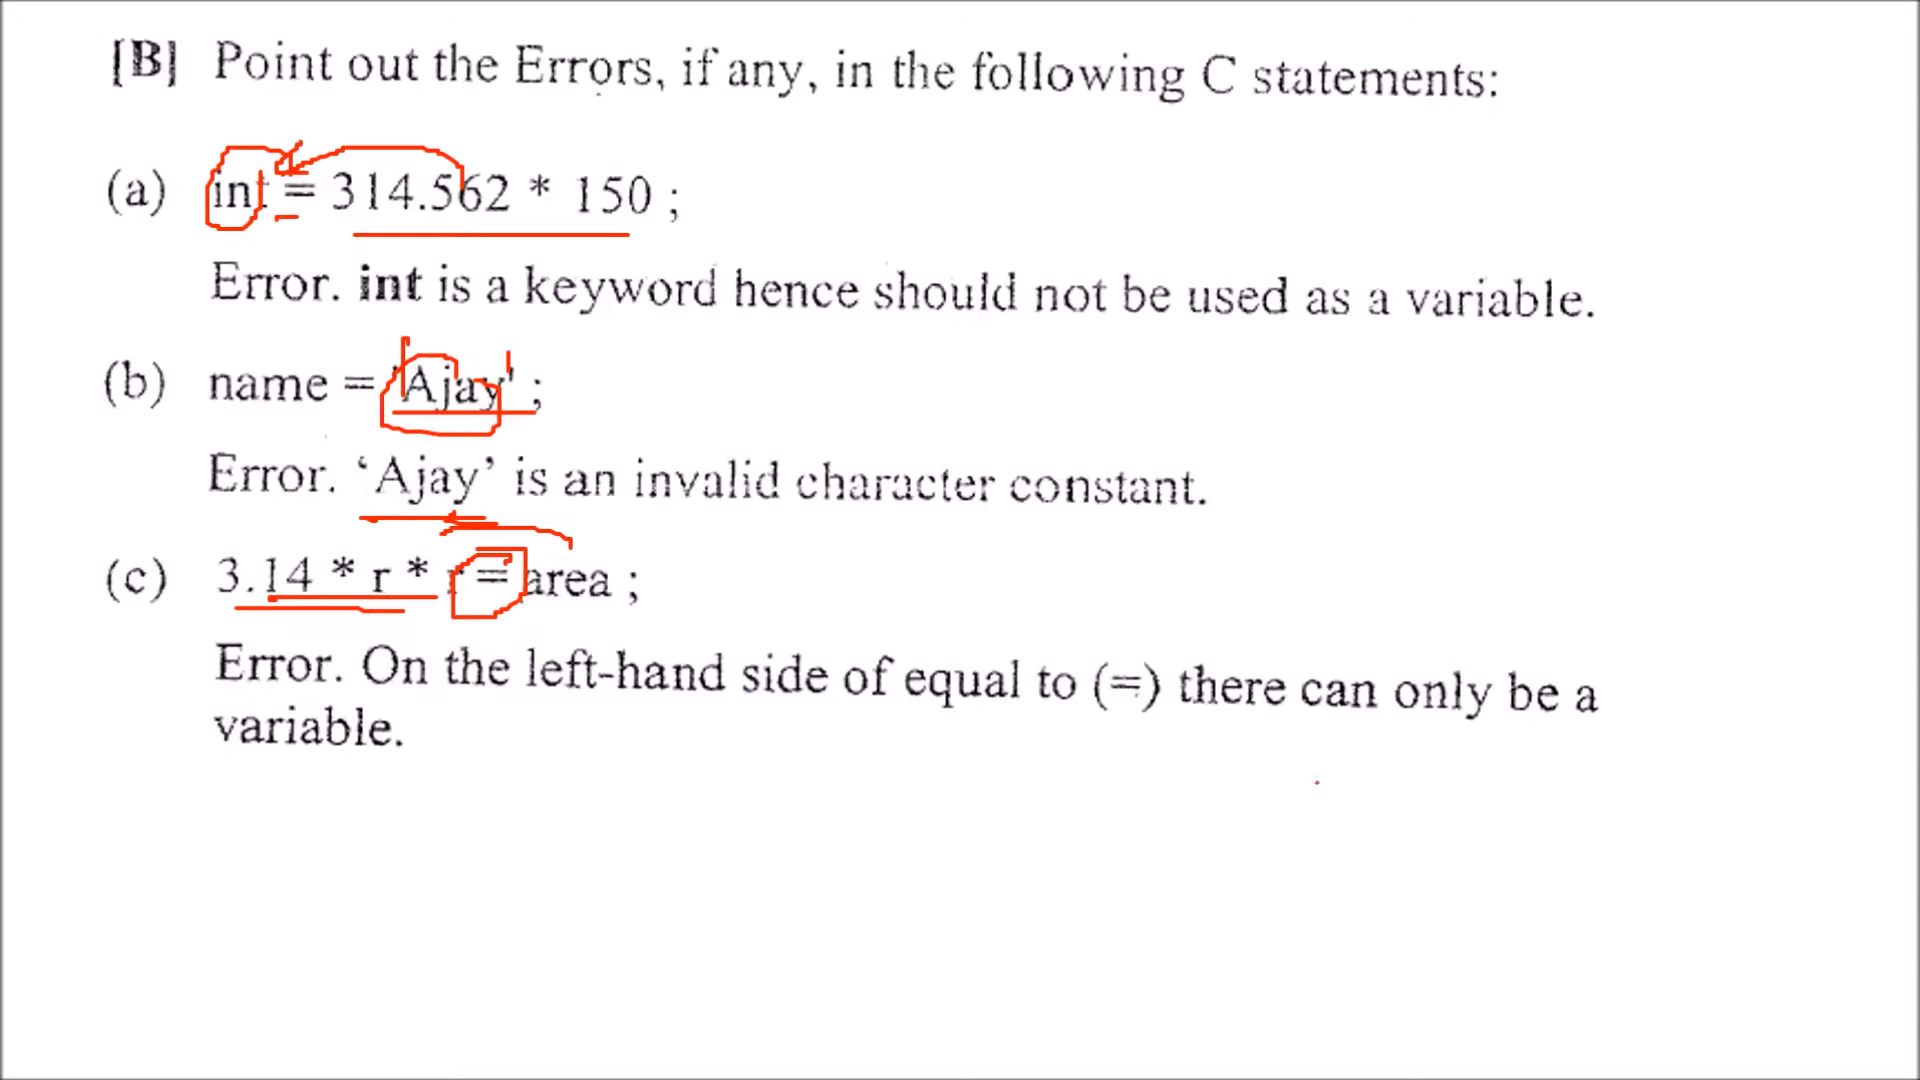 [B] Point out the Errors, if any, in the following C statements:
(a) int = 314.562 * 150 ;
Error. int is a keyword hence should not be used as a variable.
(b) name = 'Ajay' ;
Error. ‘Ajay’ is an invalid character constant.
(c) 3.14 * r * r = area ;
Error. On the left-hand side of equal to (=) there can only be a
variable.